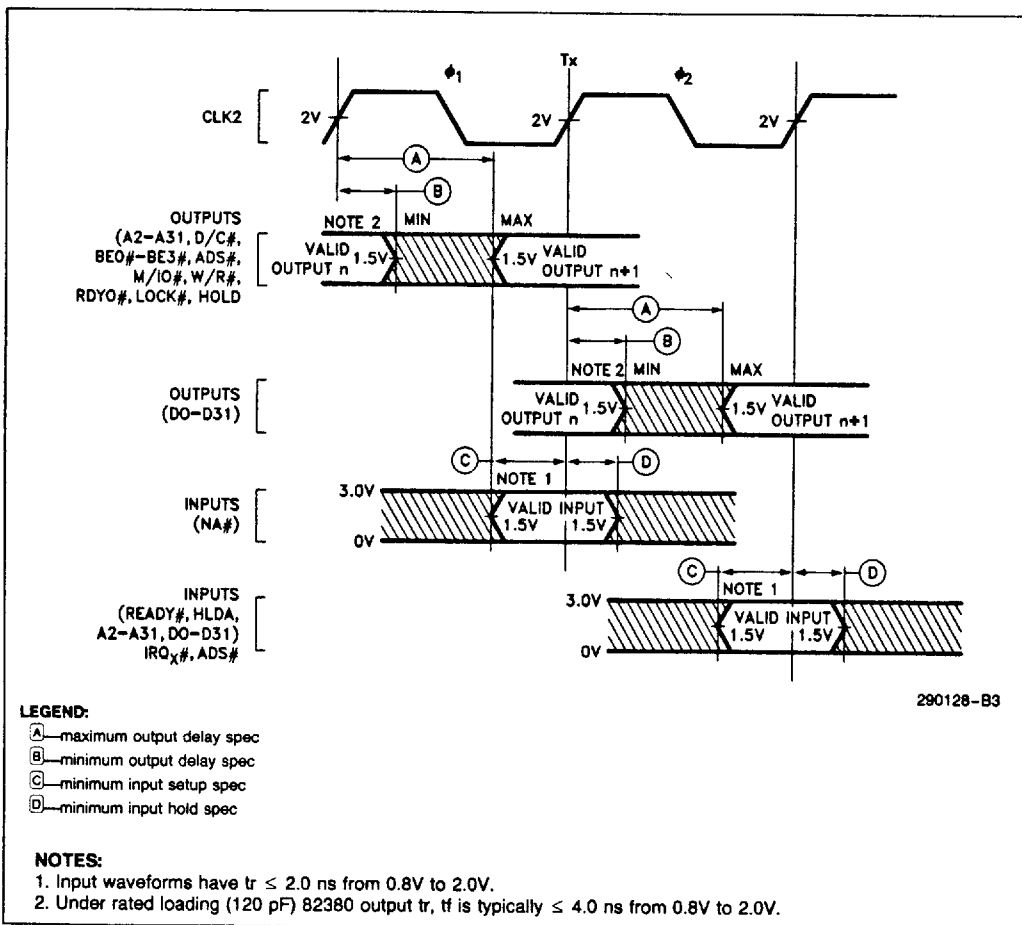 ϕ1
Tx
ϕ2
CLK2
2V
2V
2V
A
B
OUTPUTS
(A2-A31, D/C#,
BE0#-BE3#, ADS#,
M/IO#, W/R#,
RDYO#, LOCK#, HOLD
NOTE 2 MIN MAX
VALID OUTPUT n
1.5V
1.5V
VALID OUTPUT n+1
A
B
OUTPUTS
(D0-D31)
NOTE 2 MIN MAX
VALID OUTPUT n
1.5V
1.5V
VALID OUTPUT n+1
C
D
NOTE 1
INPUTS
(NA#)
3.0V
0V
VALID INPUT
1.5V 1.5V
C
D
NOTE 1
INPUTS
(READY#, HLDA,
A2-A31, D0-D31)
IRQX#, ADS#
3.0V
0V
VALID INPUT
1.5V 1.5V
290128-B3
LEGEND:
A—maximum output delay spec
B—minimum output delay spec
C—minimum input setup spec
D—minimum input hold spec
NOTES:
1. Input waveforms have tr ≤ 2.0 ns from 0.8V to 2.0V.
2. Under rated loading (120 pF) 82380 output tr, tf is typically ≤ 4.0 ns from 0.8V to 2.0V.